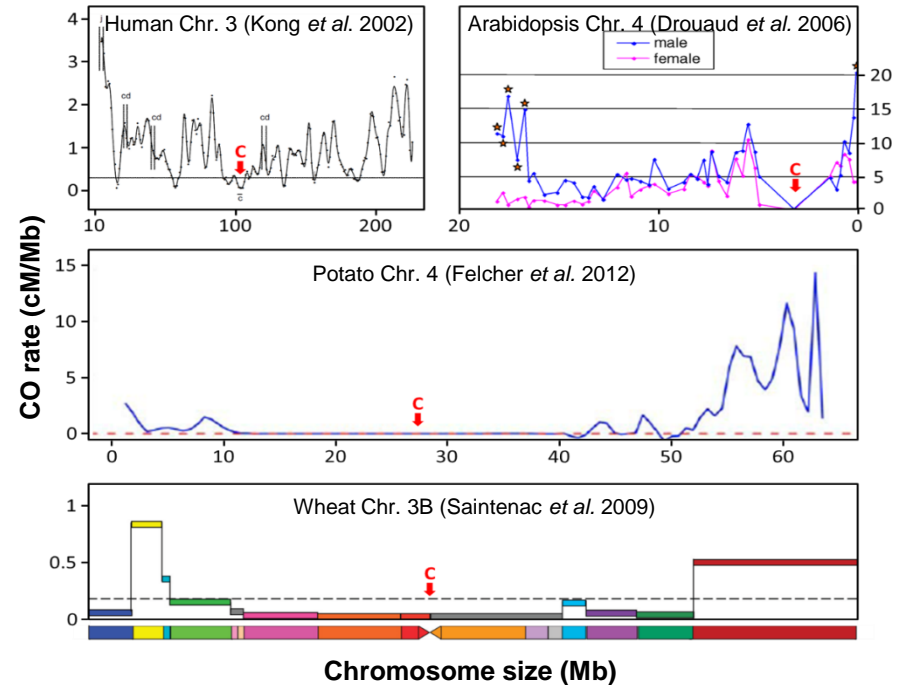 Human Chr. 3 (Kong et al. 2002)
4
3
2
1
0
j
cd
cd
cd
C
c
10
100
200
Arabidopsis Chr. 4 (Drouaud et al. 2006)
male
female
C
20
15
10
5
0
20
10
0
CO rate (cM/Mb)
Potato Chr. 4 (Felcher et al. 2012)
15
10
5
0
C
0
10
20
30
40
50
60
Wheat Chr. 3B (Saintenac et al. 2009)
1
0.5
0
C
Chromosome size (Mb)